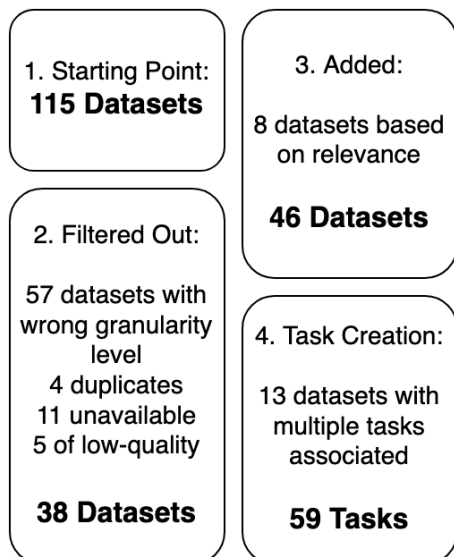 1. Starting Point:
115 Datasets
2. Filtered Out:
57 datasets with
wrong granularity
level
4 duplicates
11 unavailable
5 of low-quality
38 Datasets
3. Added:
8 datasets based
on relevance
46 Datasets
4. Task Creation:
13 datasets with
multiple tasks
associated
59 Tasks